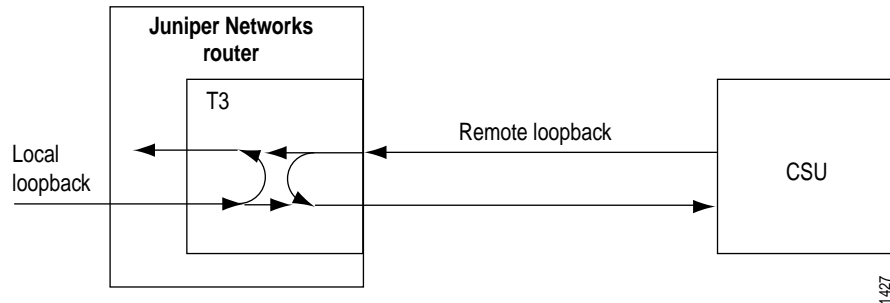 Juniper Networks
router
T3
Remote loopback
Local
loopback
CSU
1427